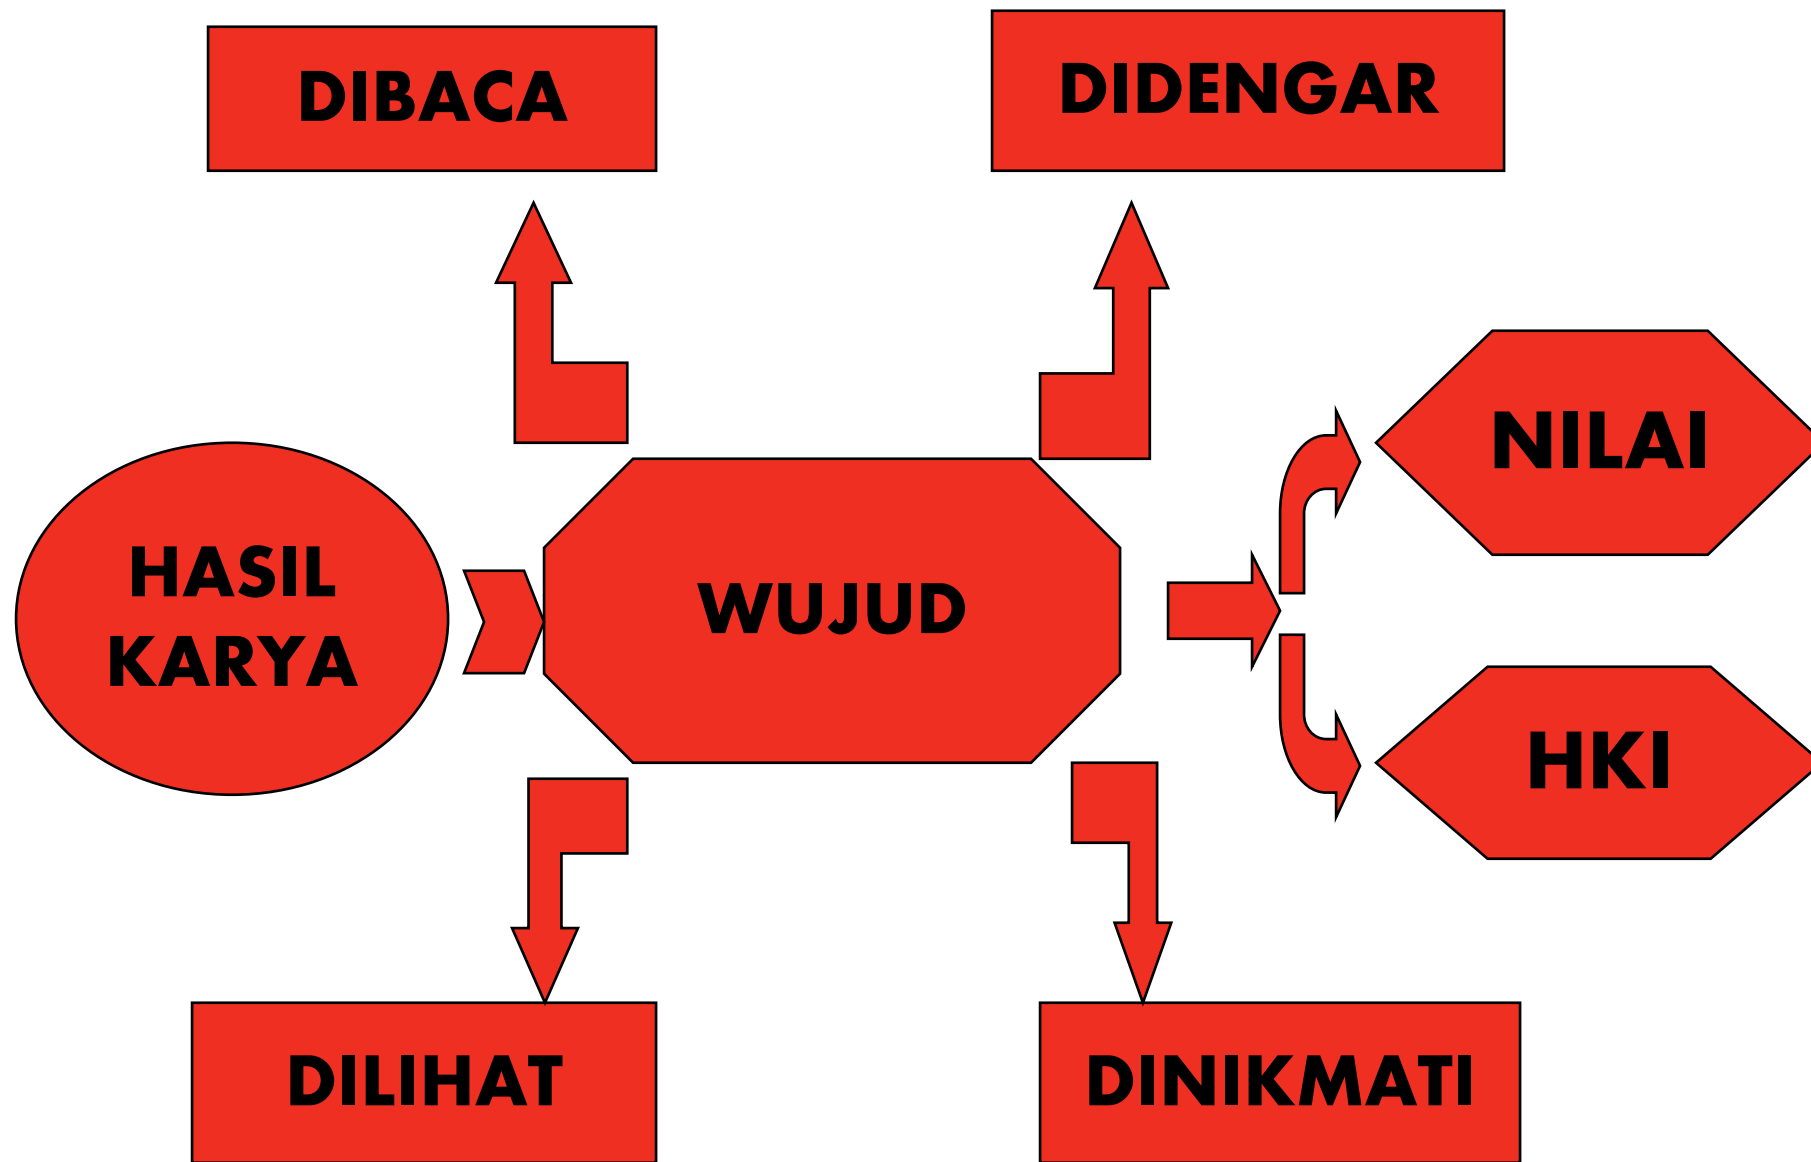 DIBACA
DIDENGAR
NILAI
HASIL
KARYA
WUJUD
HKI
DILIHAT
DINIKMATI